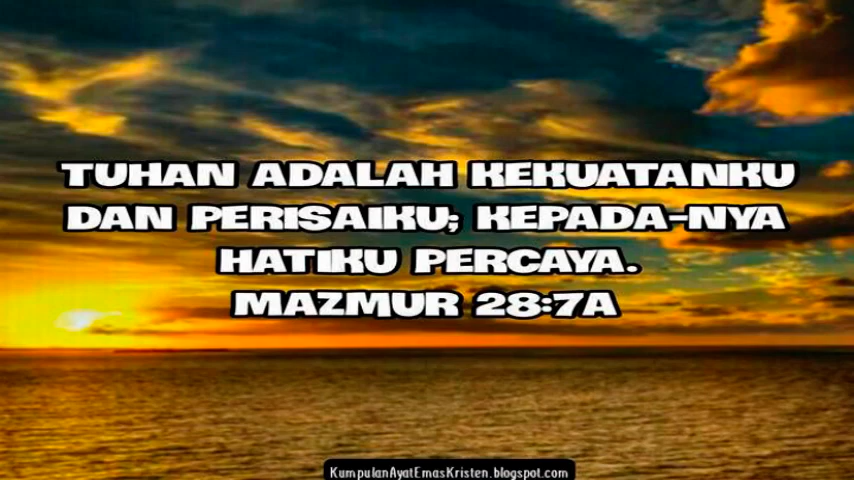 TUHAN ADALAH KEKUATANKU
DAN PERISAIKU; KEPADA-NYA
HATIKU PERCAYA.
MAZMUR 28:7A
KumpulanAyatEmasKristen.blogspot.com